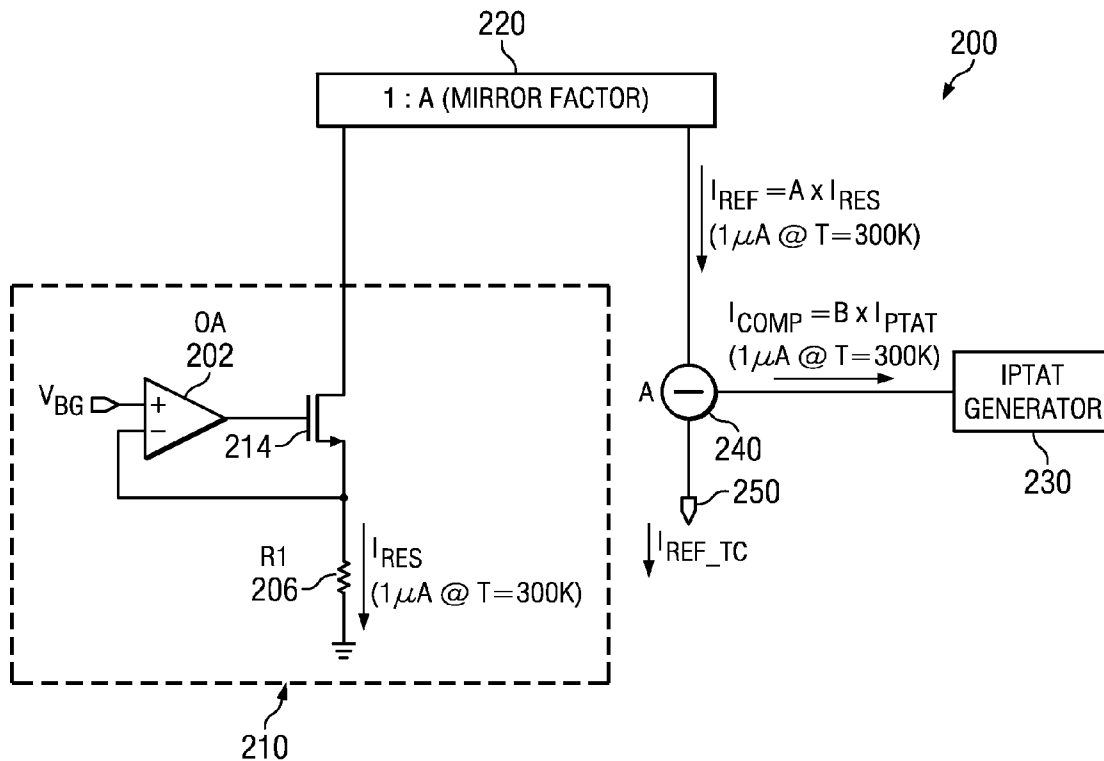 220
200
1 : A (MIRROR FACTOR)
I_REF = A x I_RES
(1μA @ T=300K)
I_COMP = B x I_PTAT
(1μA @ T=300K)
OA
202
V_BG
+
−
214
A
−
240
IPTAT
GENERATOR
230
250
I_REF_TC
R1
206
I_RES
(1μA @ T=300K)
210